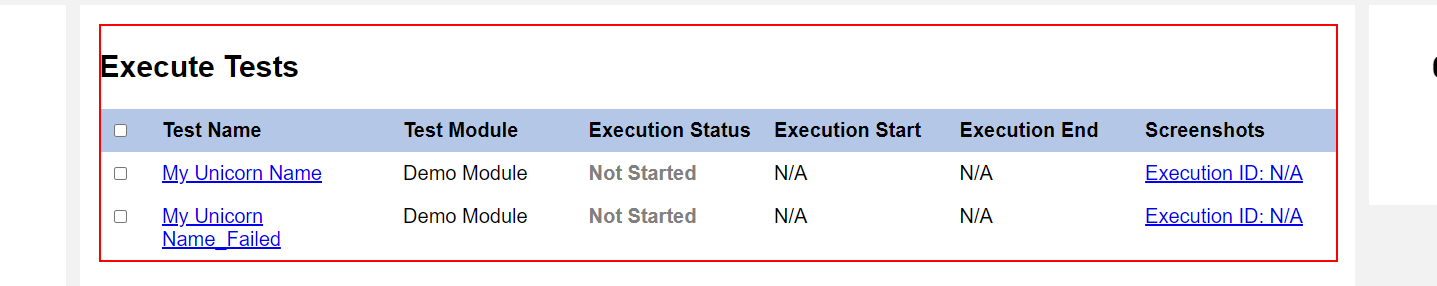 Execute Tests
Test Name Test Module Execution Status Execution Start Execution End Screenshots
My Unicorn Name Demo Module Not Started N/A N/A Execution ID: N/A
My Unicorn Demo Module Not Started N/A N/A Execution ID: N/A
Name_Failed